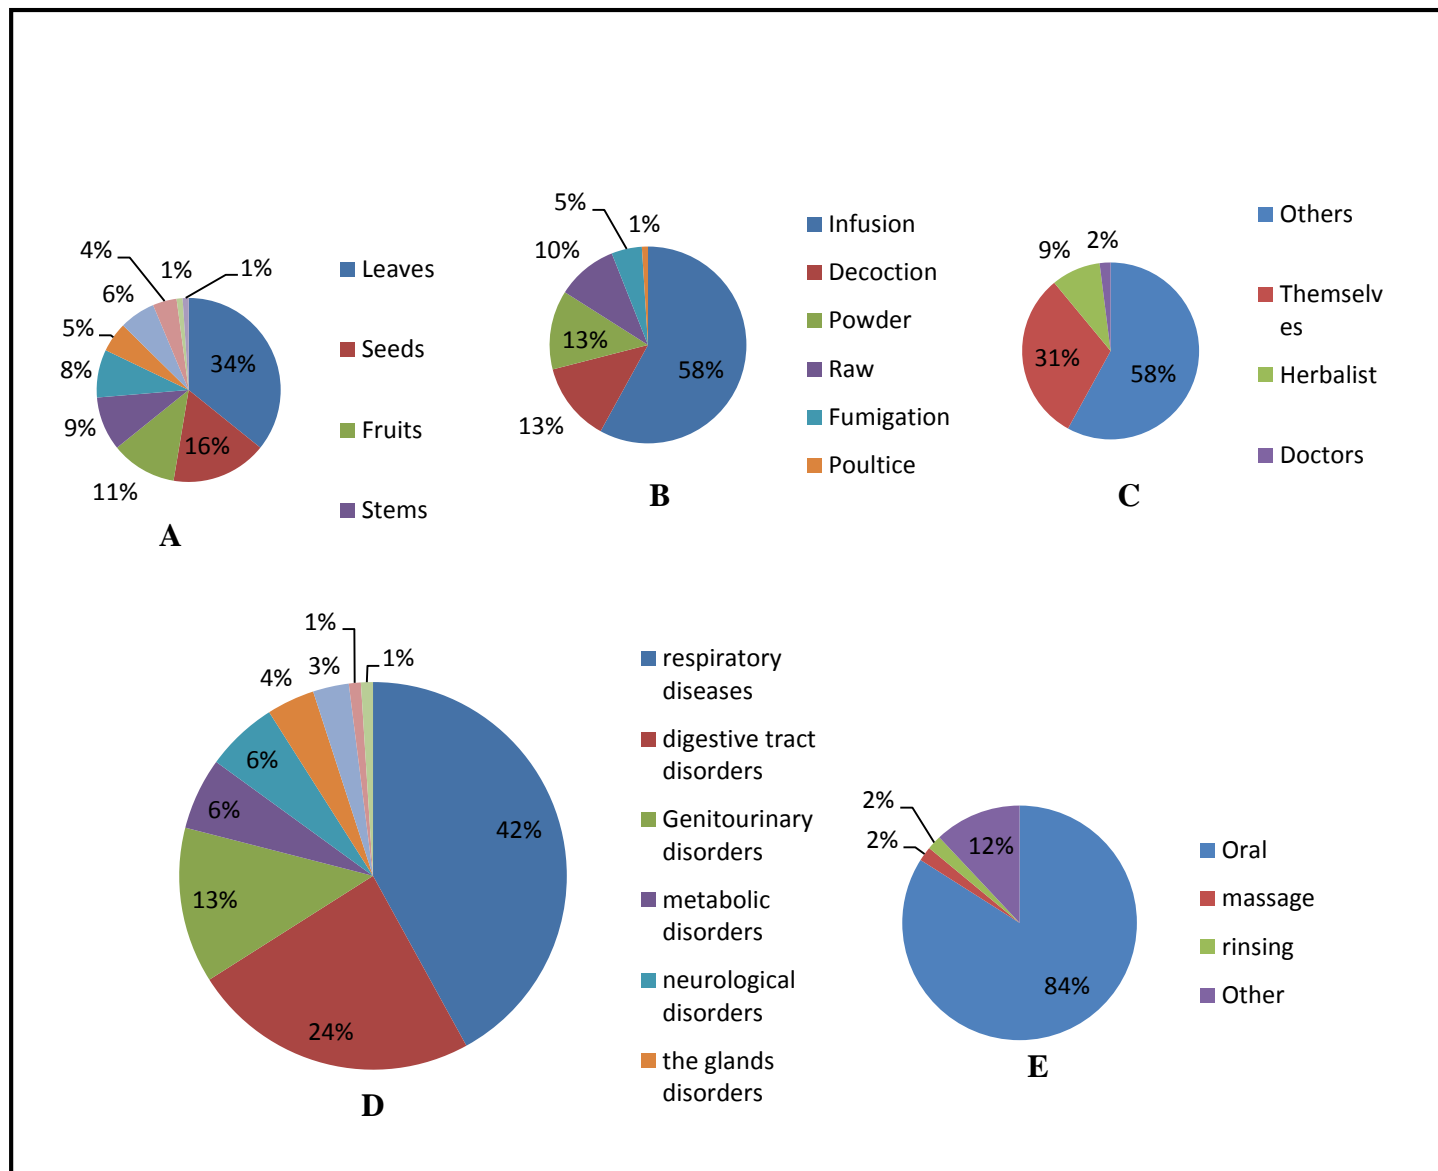 4%
1%
1%
6%
5%
8%
9%
11%
34%
16%
Leaves
Seeds
Fruits
Stems
A
5%
1%
10%
13%
13%
58%
Infusion
Decoction
Powder
Raw
Fumigation
Poultice
B
9%
2%
31%
58%
Others
Themselv
es
Herbalist
Doctors
C
1%
1%
4%
3%
6%
6%
13%
24%
42%
respiratory
diseases
digestive tract
disorders
Genitourinary
disorders
metabolic
disorders
neurological
disorders
the glands
disorders
D
2%
2%
12%
84%
Oral
massage
rinsing
Other
E